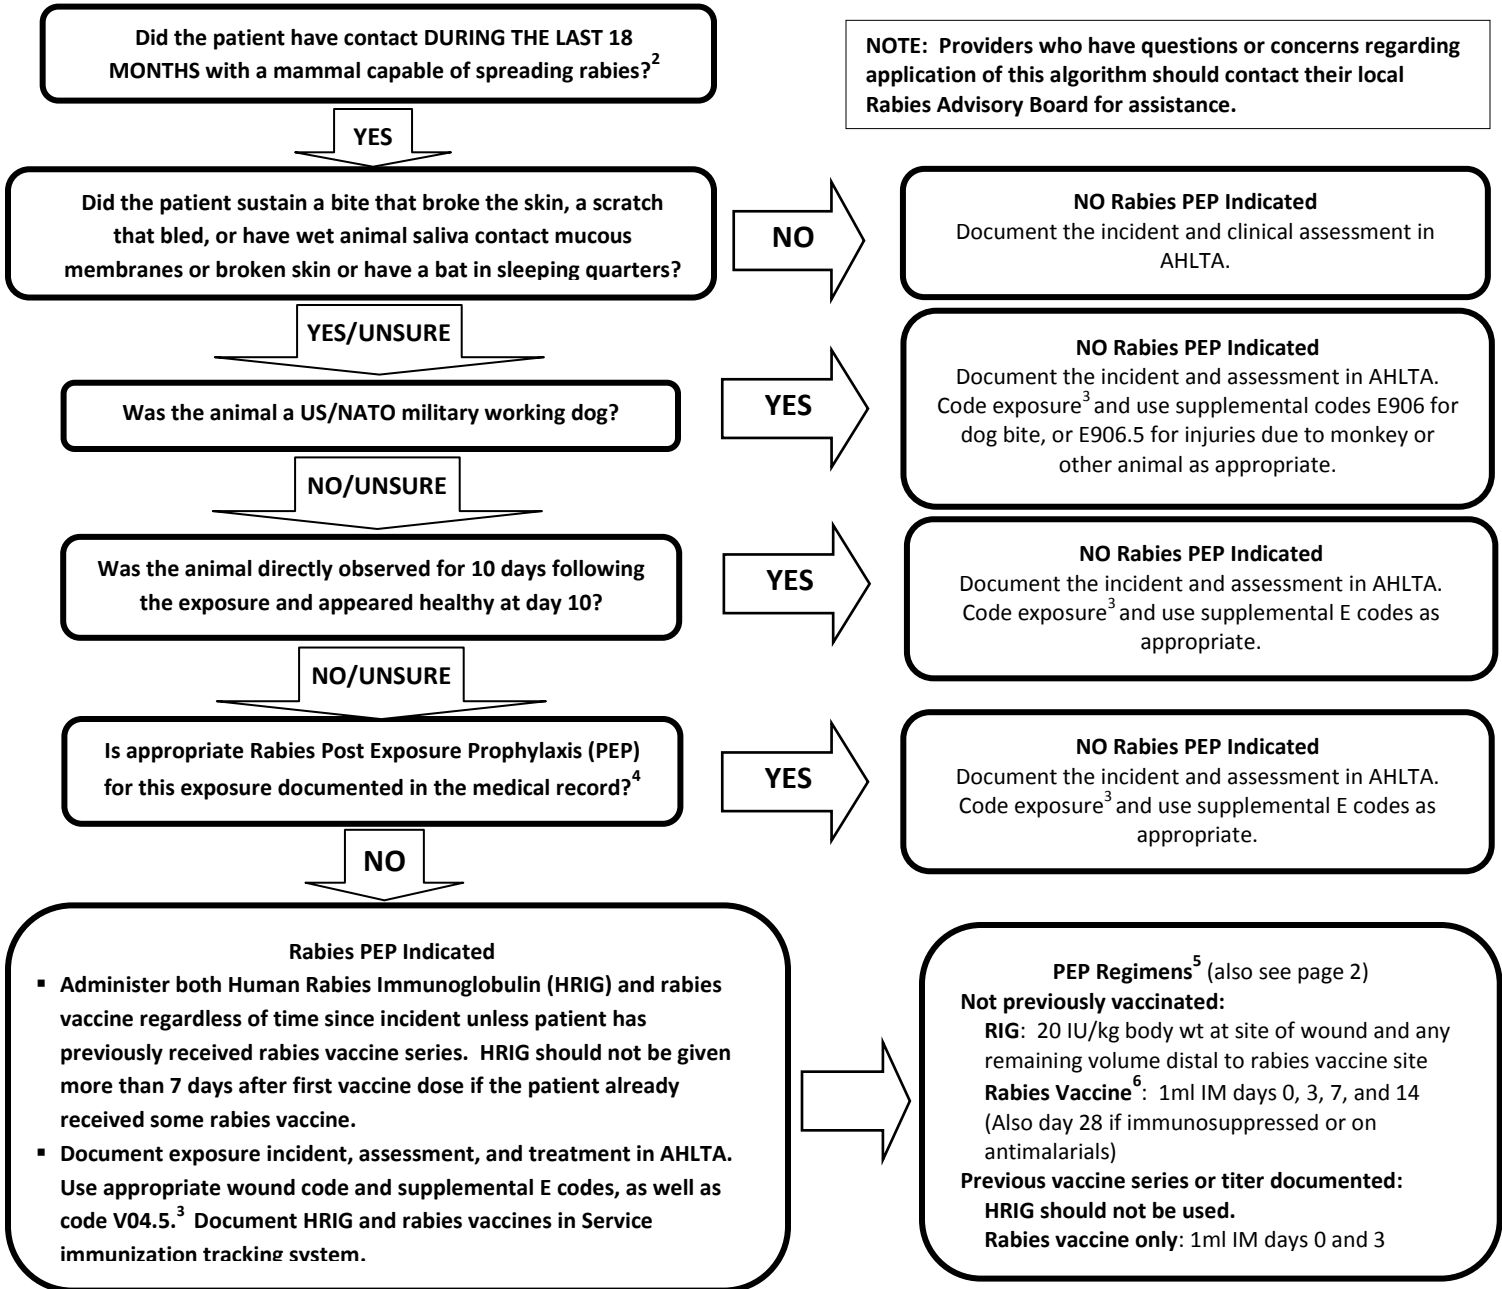 Did the patient have contact DURING THE LAST 18
MONTHS with a mammal capable of spreading rabies?2
NOTE: Providers who have questions or concerns regarding
application of this algorithm should contact their local
Rabies Advisory Board for assistance.
YES
Did the patient sustain a bite that broke the skin, a scratch
that bled, or have wet animal saliva contact mucous
membranes or broken skin or have a bat in sleeping quarters?
NO
NO Rabies PEP Indicated
Document the incident and clinical assessment in
AHLTA.
YES/UNSURE
Was the animal a US/NATO military working dog?
YES
NO Rabies PEP Indicated
Document the incident and assessment in AHLTA.
Code exposure3 and use supplemental codes E906 for
dog bite, or E906.5 for injuries due to monkey or
other animal as appropriate.
NO/UNSURE
Was the animal directly observed for 10 days following
the exposure and appeared healthy at day 10?
YES
NO Rabies PEP Indicated
Document the incident and assessment in AHLTA.
Code exposure3 and use supplemental E codes as
appropriate.
NO/UNSURE
Is appropriate Rabies Post Exposure Prophylaxis (PEP)
for this exposure documented in the medical record?4
YES
NO Rabies PEP Indicated
Document the incident and assessment in AHLTA.
Code exposure3 and use supplemental E codes as
appropriate.
NO
Rabies PEP Indicated
▪ Administer both Human Rabies Immunoglobulin (HRIG) and rabies
vaccine regardless of time since incident unless patient has
previously received rabies vaccine series. HRIG should not be given
more than 7 days after first vaccine dose if the patient already
received some rabies vaccine.
▪ Document exposure incident, assessment, and treatment in AHLTA.
Use appropriate wound code and supplemental E codes, as well as
code V04.5.3 Document HRIG and rabies vaccines in Service
immunization tracking system.
PEP Regimens5 (also see page 2)
Not previously vaccinated:
RIG: 20 IU/kg body wt at site of wound and any
remaining volume distal to rabies vaccine site
Rabies Vaccine6: 1ml IM days 0, 3, 7, and 14
(Also day 28 if immunosuppressed or on
antimalarials)
Previous vaccine series or titer documented:
HRIG should not be used.
Rabies vaccine only: 1ml IM days 0 and 3